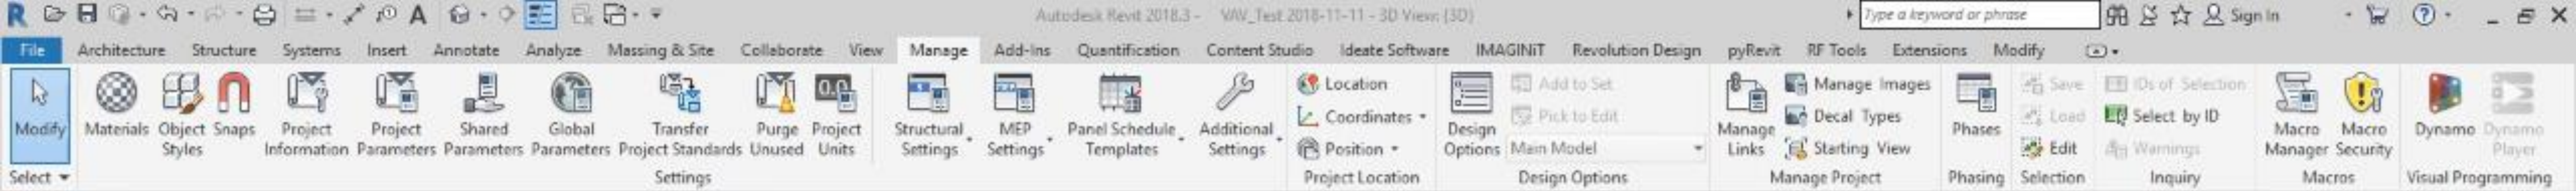 Autodesk Revit 2018.3 - VAV_Test 2018-11-11 - 3D View: {3D}
Type a keyword or phrase
Sign In
File Architecture Structure Systems Insert Annotate Analyze Massing & Site Collaborate View Manage Add-Ins Quantification Content Studio Ideate Software IMAGINiT Revolution Design pyRevit RF Tools Extensions Modify
Modify
Materials
Object
Styles
Snaps
Project
Information
Project
Parameters
Shared
Parameters
Global
Parameters
Transfer
Project Standards
Purge
Unused
Project
Units
Structural
Settings
MEP
Settings
Panel Schedule
Templates
Additional
Settings
Location
Coordinates
Position
Design
Options
Add to Set
Pick to Edit
Main Model
Manage
Links
Manage Images
Decal Types
Starting View
Phases
Save
Load
Edit
IDs of Selection
Select by ID
Warnings
Macro
Manager
Macro
Security
Dynamo
Dynamo
Player
Select
Settings
Project Location
Design Options
Manage Project
Phasing
Selection
Inquiry
Macros
Visual Programming